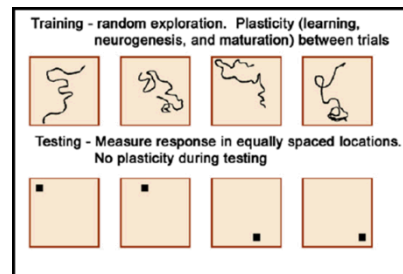 Training - random exploration. Plasticity (learning,
neurogenesis, and maturation) between trials
Testing - Measure response in equally spaced locations.
No plasticity during testing